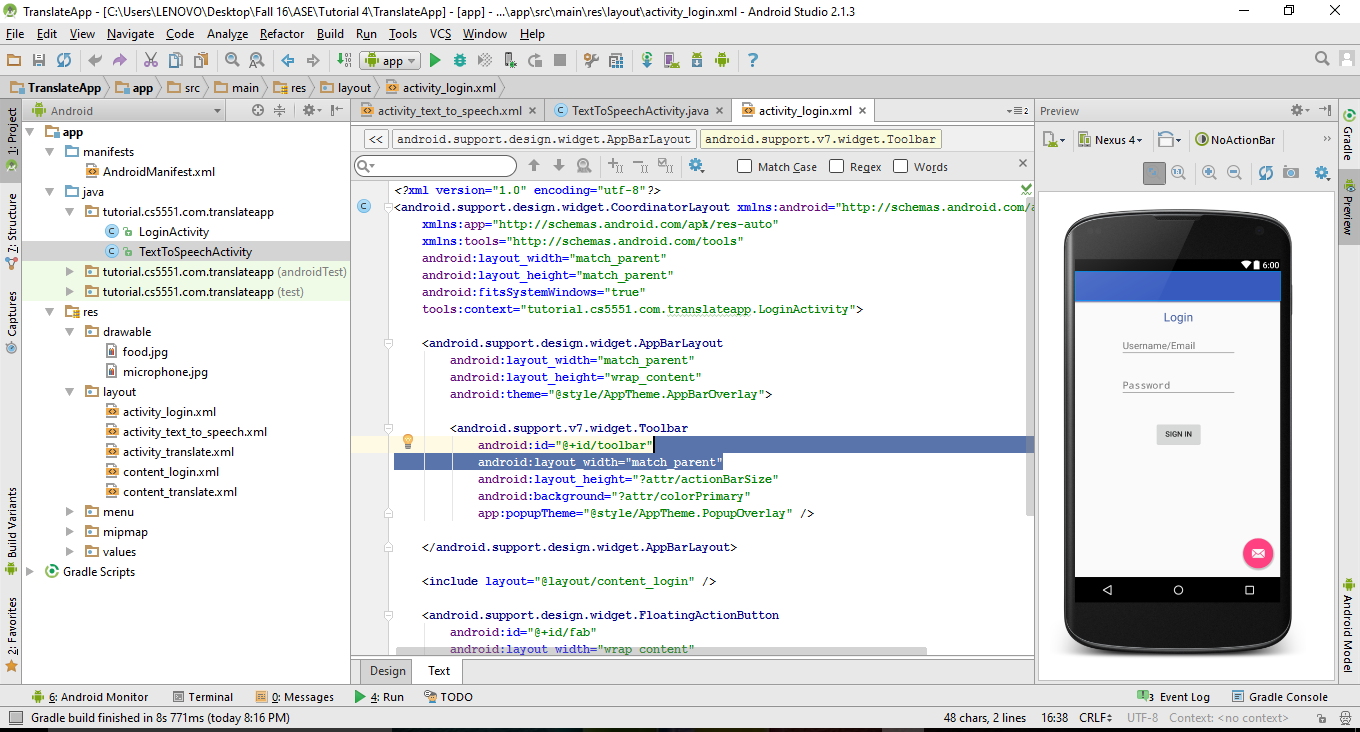 TranslateApp - [C:\Users\LENOVO\Desktop\Fall 16\ASE\Tutorial 4\TranslateApp] - [app] - ...\app\src\main\res\layout\activity_login.xml - Android Studio 2.1.3
File Edit View Navigate Code Analyze Refactor Build Run Tools VCS Window Help
app
TranslateApp app src main res layout activity_login.xml
Android
activity_text_to_speech.xml TextToSpeechActivity.java activity_login.xml
2
Preview
1: Project
7: Structure
Captures
Build Variants
2: Favorites
app
manifests
AndroidManifest.xml
java
tutorial.cs5551.com.translateapp
LoginActivity
TextToSpeechActivity
tutorial.cs5551.com.translateapp (androidTest)
tutorial.cs5551.com.translateapp (test)
res
drawable
food.jpg
microphone.jpg
layout
activity_login.xml
activity_text_to_speech.xml
activity_translate.xml
content_login.xml
content_translate.xml
menu
mipmap
values
Gradle Scripts
<< android.support.design.widget.AppBarLayout android.support.v7.widget.Toolbar
Match Case Regex Words
<?xml version="1.0" encoding="utf-8"?>
<android.support.design.widget.CoordinatorLayout xmlns:android="http://schemas.android.com/a
xmlns:app="http://schemas.android.com/apk/res-auto"
xmlns:tools="http://schemas.android.com/tools"
android:layout_width="match_parent"
android:layout_height="match_parent"
android:fitsSystemWindows="true"
tools:context="tutorial.cs5551.com.translateapp.LoginActivity">
<android.support.design.widget.AppBarLayout
android:layout_width="match_parent"
android:layout_height="wrap_content"
android:theme="@style/AppTheme.AppBarOverlay">
<android.support.v7.widget.Toolbar
android:id="@+id/toolbar"
android:layout_width="match_parent"
android:layout_height="?attr/actionBarSize"
android:background="?attr/colorPrimary"
app:popupTheme="@style/AppTheme.PopupOverlay" />
</android.support.design.widget.AppBarLayout>
<include layout="@layout/content_login" />
<android.support.design.widget.FloatingActionButton
android:id="@+id/fab"
android:layout_width="wrap_content"
Design Text
Nexus 4 NoActionBar
6:00
Login
Username/Email
Password
SIGN IN
Gradle
Preview
Android Model
6: Android Monitor Terminal 0: Messages 4: Run TODO
3 Event Log Gradle Console
Gradle build finished in 8s 771ms (today 8:16 PM)
48 chars, 2 lines 16:38 CRLF UTF-8 Context: <no context>